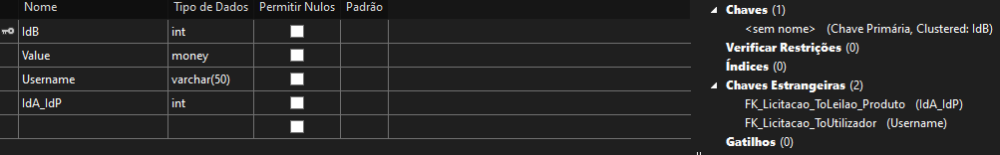 Nome Tipo de Dados Permitir Nulos Padrão
IdB int
Value money
Username varchar(50)
IdA_IdP int
Chaves (1)
<sem nome> (Chave Primária, Clustered: IdB)
Verificar Restrições (0)
Índices (0)
Chaves Estrangeiras (2)
FK_Licitacao_ToLeilao_Produto (IdA_IdP)
FK_Licitacao_ToUtilizador (Username)
Gatilhos (0)